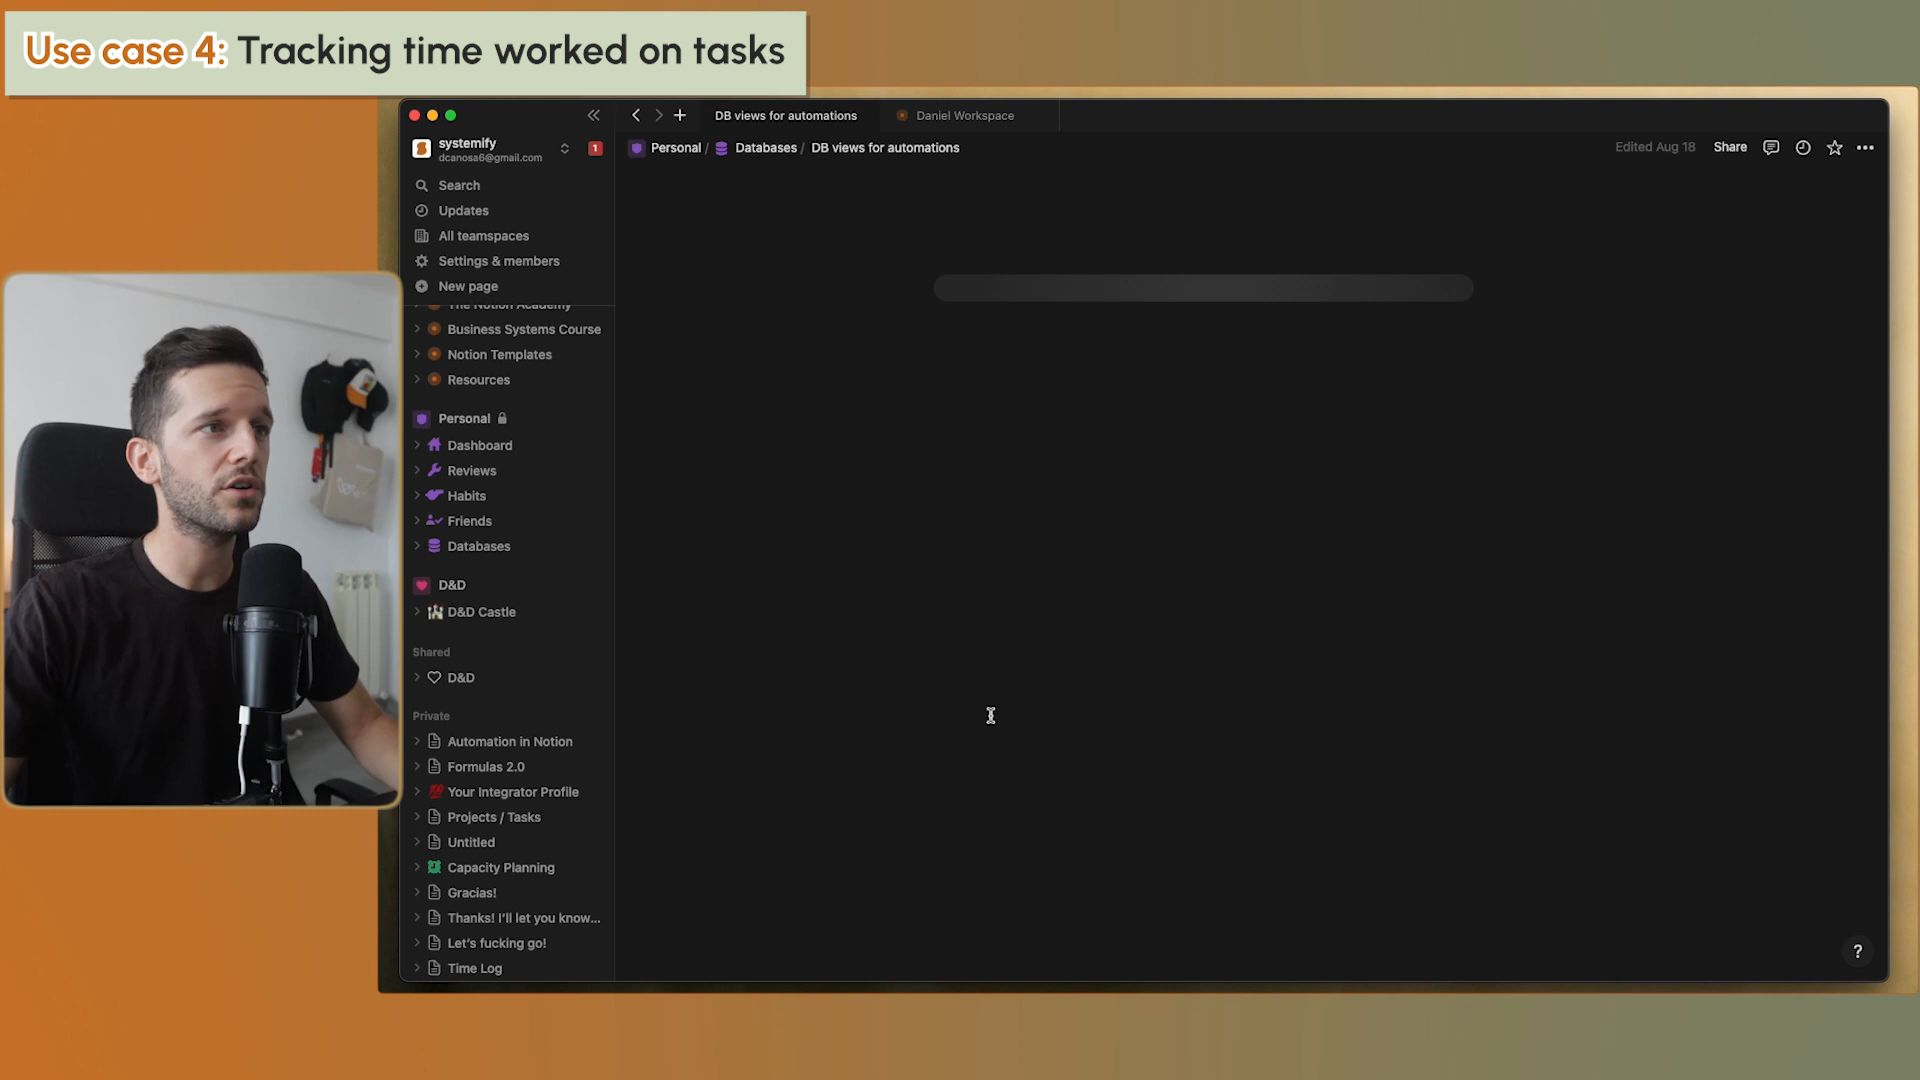 Use case 4: Tracking time worked on tasks
DB views for automations
Daniel Workspace
systemify
dcanosa6@gmail.com
1
Personal / Databases / DB views for automations
Edited Aug 18
Share
Search
Updates
All teamspaces
Settings & members
New page
The Notion Academy
Business Systems Course
Notion Templates
Resources
Personal
Dashboard
Reviews
Habits
Friends
Databases
D&D
D&D Castle
Shared
D&D
Private
Automation in Notion
Formulas 2.0
Your Integrator Profile
Projects / Tasks
Untitled
Capacity Planning
Gracias!
Thanks! I'll let you know...
Let's fucking go!
Time Log
?